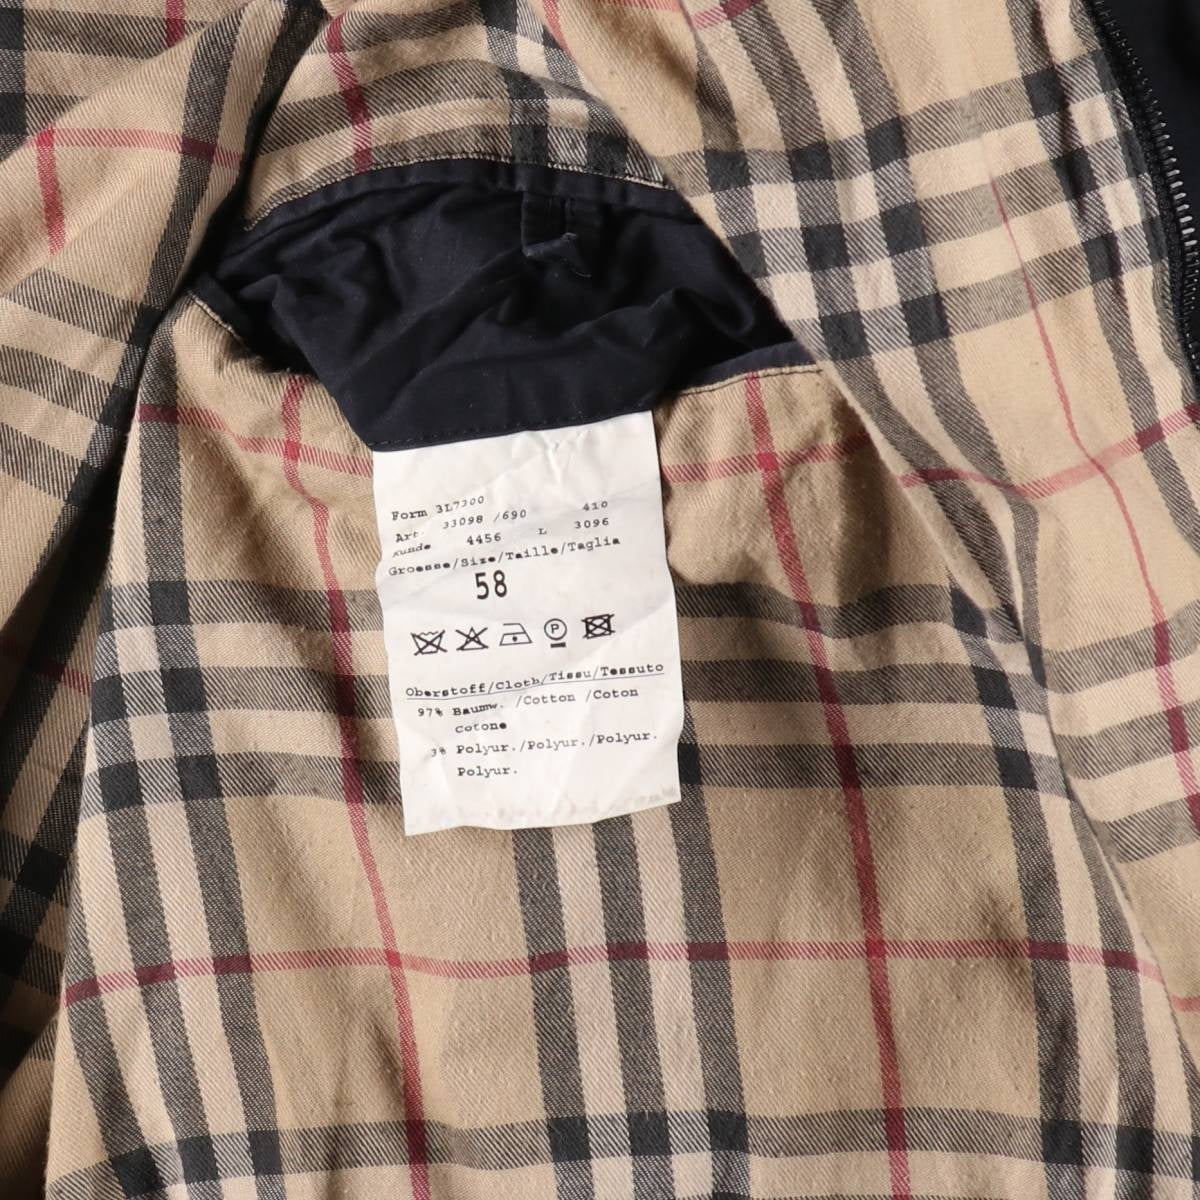 Form 3L7300
Art. 33098 /690 410
Kunde 4456 L 3096
Groesse/Size/Taille/Taglia
58
P
Oberstoff/Cloth/Tissu/Tessuto
97% Baumw. /Cotton /Coton
Cotone
3% Polyur./Polyur./Polyur.
Polyur.